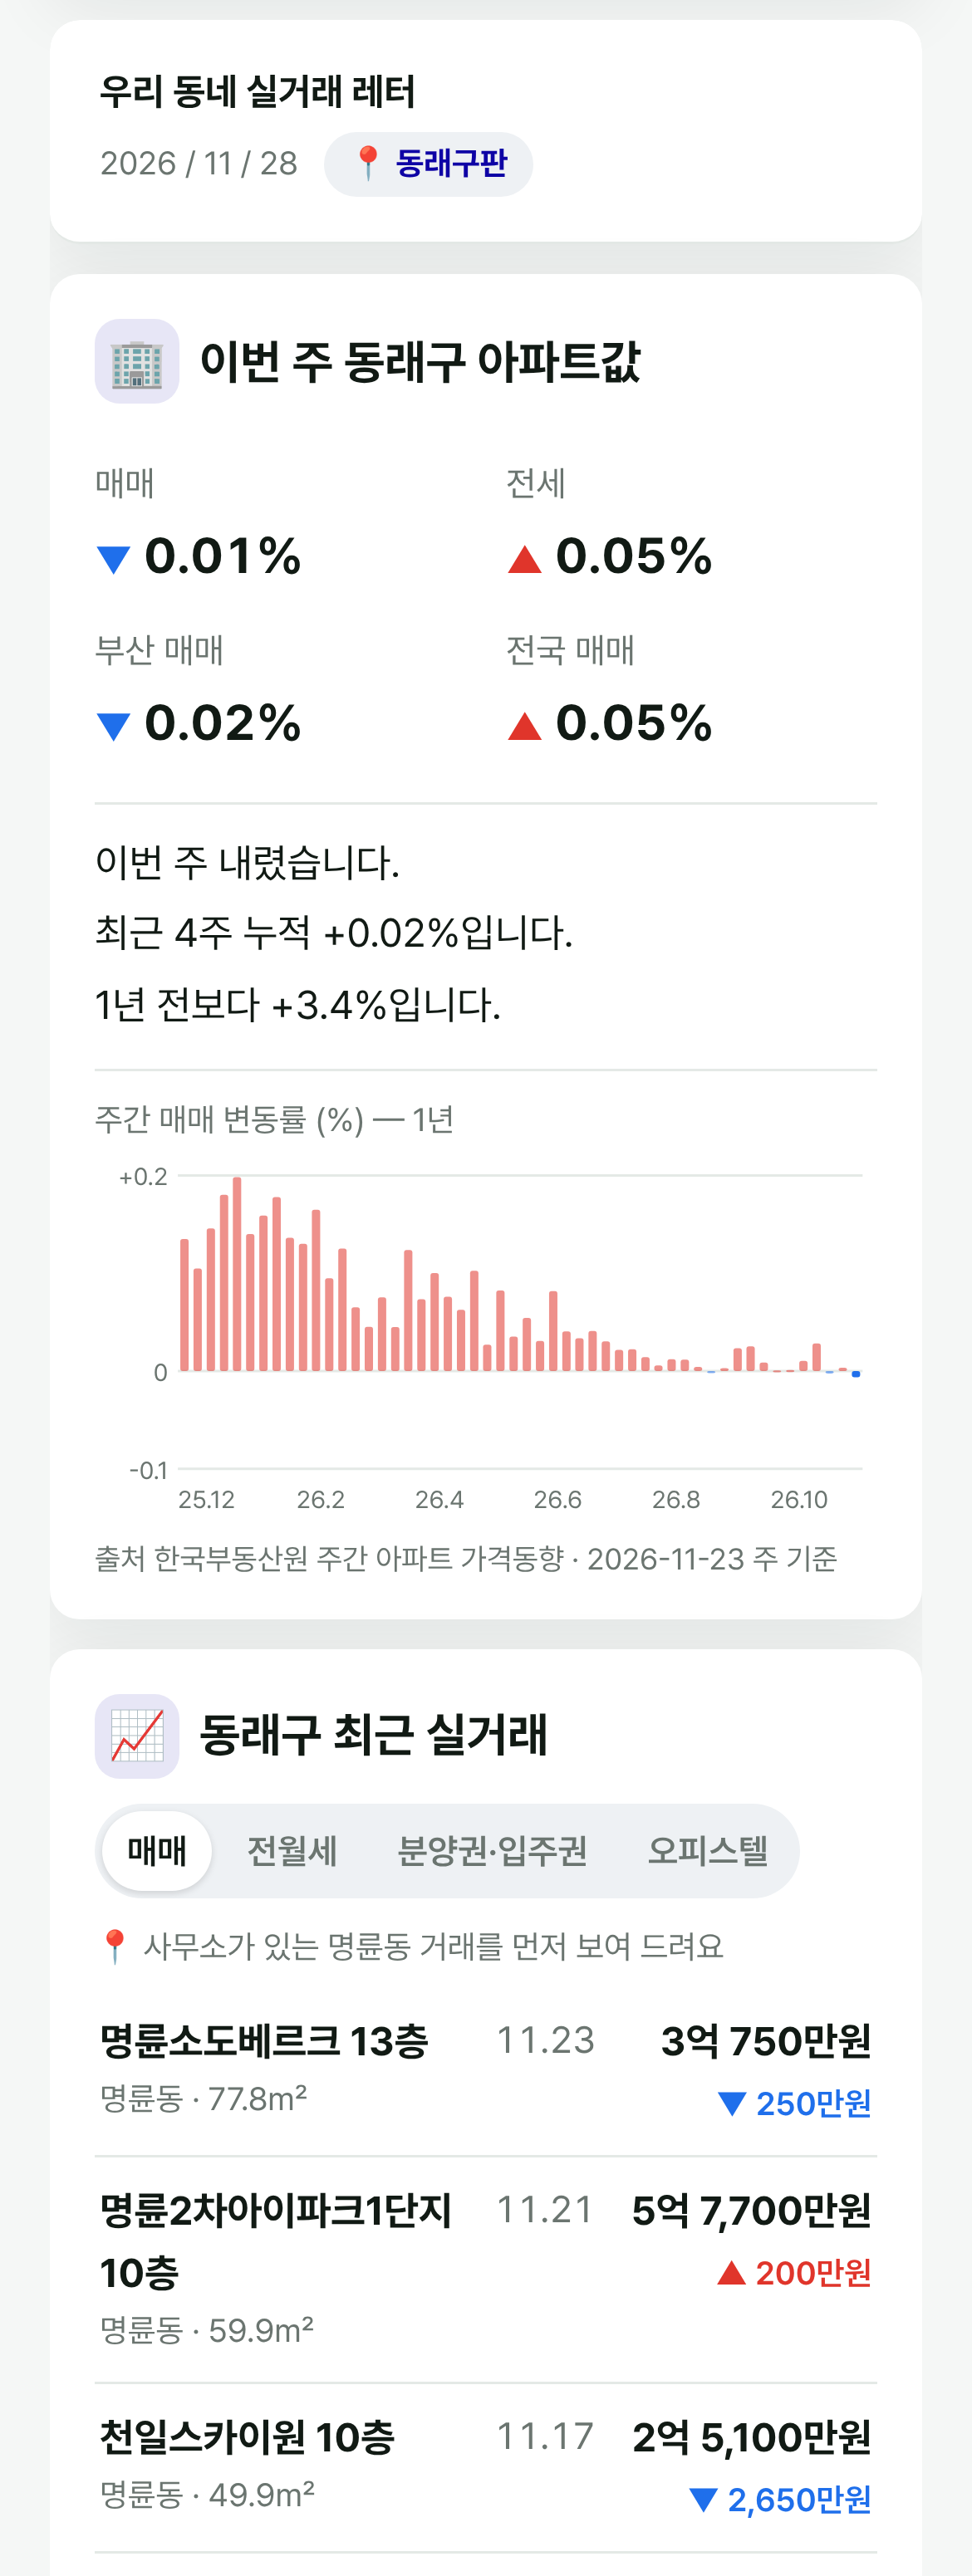 우리 동네 실거래 레터
2026 / 11 / 28 동래구판
이번 주 동래구 아파트값
매매 전세
▼ 0.01% ▲ 0.05%
부산 매매 전국 매매
▼ 0.02% ▲ 0.05%
이번 주 내렸습니다.
최근 4주 누적 +0.02%입니다.
1년 전보다 +3.4%입니다.
주간 매매 변동률 (%) — 1년
+0.2
0
-0.1
25.12 26.2 26.4 26.6 26.8 26.10
출처 한국부동산원 주간 아파트 가격동향 · 2026-11-23 주 기준
동래구 최근 실거래
매매 전월세 분양권·입주권 오피스텔
사무소가 있는 명륜동 거래를 먼저 보여 드려요
명륜소도베르크 13층 11.23 3억 750만원
명륜동 · 77.8m² ▼ 250만원
명륜2차아이파크1단지 11.21 5억 7,700만원
10층 ▲ 200만원
명륜동 · 59.9m²
천일스카이원 10층 11.17 2억 5,100만원
명륜동 · 49.9m² ▼ 2,650만원